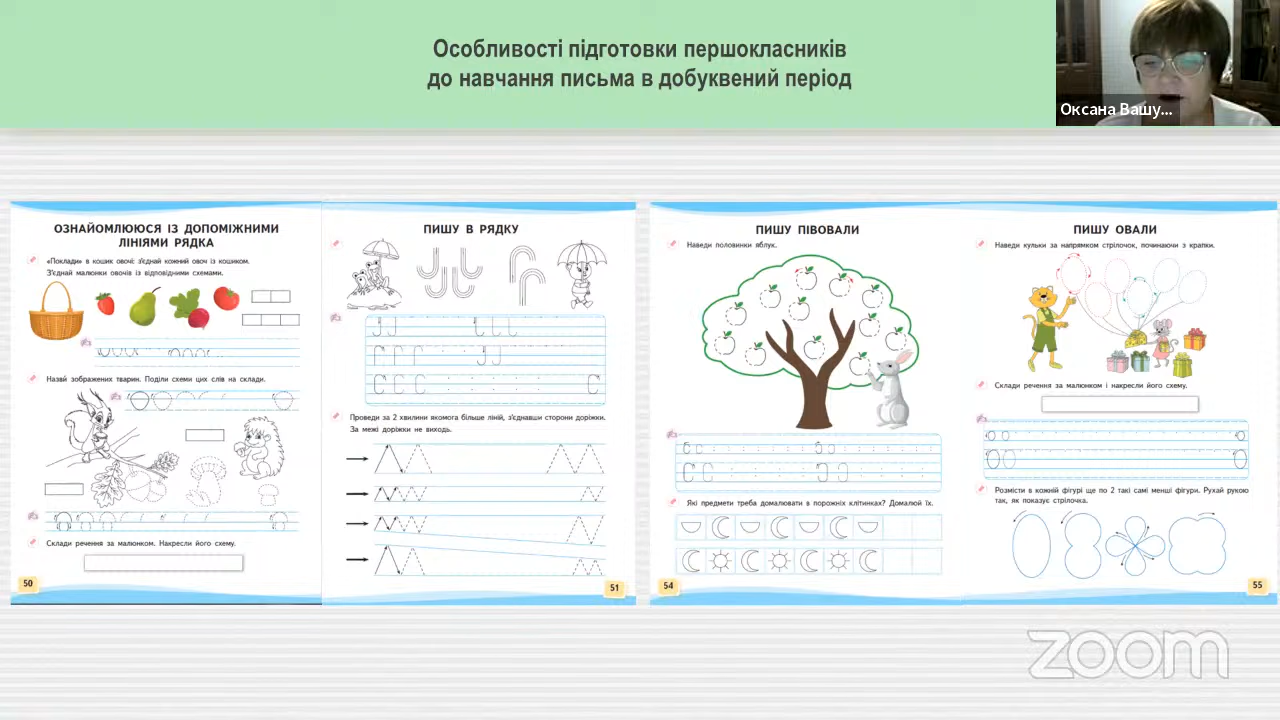 Особливості підготовки першокласників
до навчання письма в добуквений період
Оксана Вашу...
ОЗНАЙОМЛЮЮСЯ ІЗ ДОПОМІЖНИМИ
ЛІНІЯМИ РЯДКА
«Поклади» в кошик овочі: з'єднай кожний овоч із кошиком.
З'єднай малюнки овочів із відповідними схемами.
Назви зображених тварин. Поділи схеми цих слів на склади.
Склади речення за малюнком. Накресли його схему.
50
ПИШУ В РЯДКУ
Проведи за 2 хвилини якомога більше ліній, з'єднавши сторони доріжки.
За межі доріжки не виходь.
51
ПИШУ ПІВОВАЛИ
Наведи половинки яблук.
Які предмети треба домалювати в порожніх клітинках? Домалюй їх.
54
ПИШУ ОВАЛИ
Наведи кульки за напрямком стрілочок, починаючи з крапки.
Склади речення за малюнком і накресли його схему.
Розмісти в кожній фігурі ще по 2 такі самі менші фігури. Рухай рукою
так, як показує стрілочка.
55
zoom